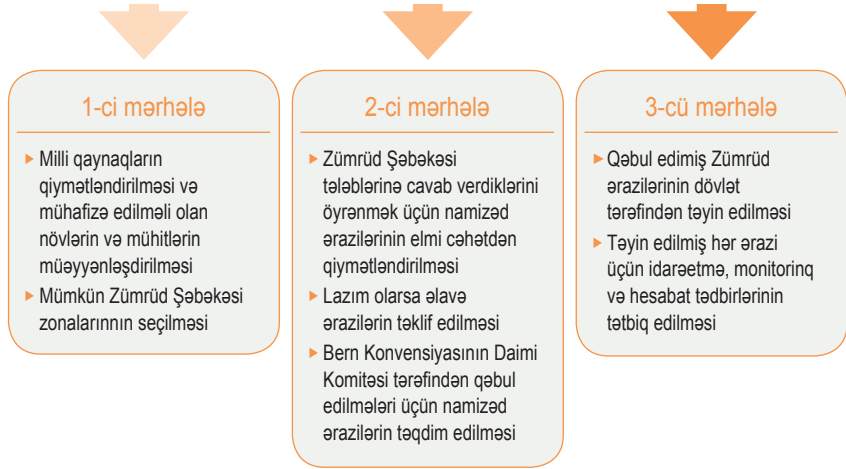 1-ci mərhələ
▸ Milli qaynaqların
qiymətləndirilməsi və
mühafizə edilməli olan
növlərin və mühitlərin
müəyyənləşdirilməsi
▸ Mümkün Zümrüd Şəbəkəsi
zonalarınnın seçilməsi
2-ci mərhələ
▸ Zümrüd Şəbəkəsi
tələblərinə cavab verdiklərini
öyrənmək üçün namizəd
ərazilərinin elmi cəhətdən
qiymətləndirilməsi
▸ Lazım olarsa əlavə
ərazilərin təklif edilməsi
▸ Bern Konvensiyasının Daimi
Komitəsi tərəfindən qəbul
edilmələri üçün namizəd
ərazilərin təqdim edilməsi
3-cü mərhələ
▸ Qəbul edimiş Zümrüd
ərazilərinin dövlət
tərəfindən təyin edilməsi
▸ Təyin edilmiş hər ərazi
üçün idarəetmə, monitorinq
və hesabat tədbirlərinin
tətbiq edilməsi